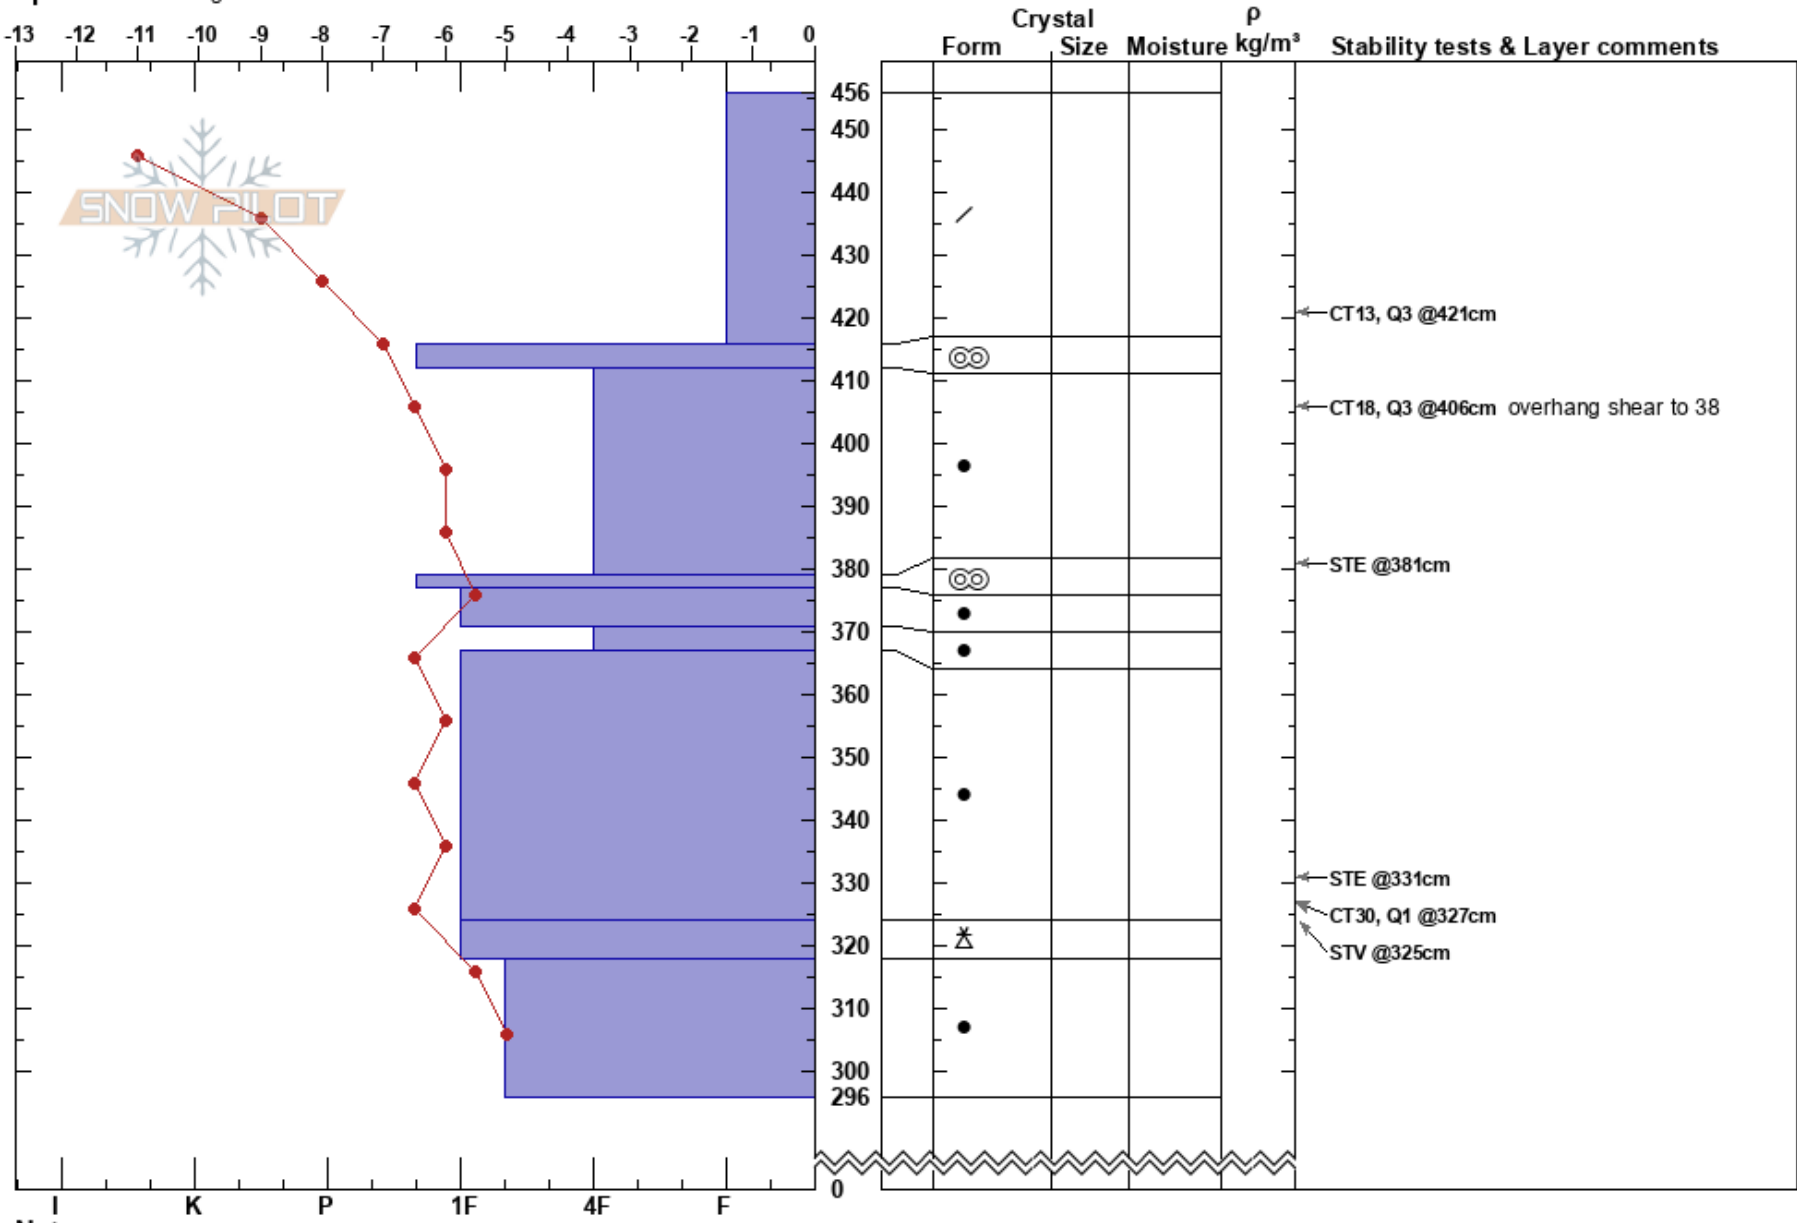 Crystal ρ
-13 -12 -11 -10 -9 -8 -7 -6 -5 -4 -3 -2 -1 0 Form Size Moisture kg/m³ Stability tests & Layer comments
456
450
SNOW PILOT
440
430
420 CT13, Q3 @421cm
410
CT18, Q3 @406cm overhang shear to 38
400
390
380 STE @381cm
370
360
350
340
330 STE @331cm
CT30, Q1 @327cm
320 STV @325cm
310
300
296
0
I K P 1F 4F F